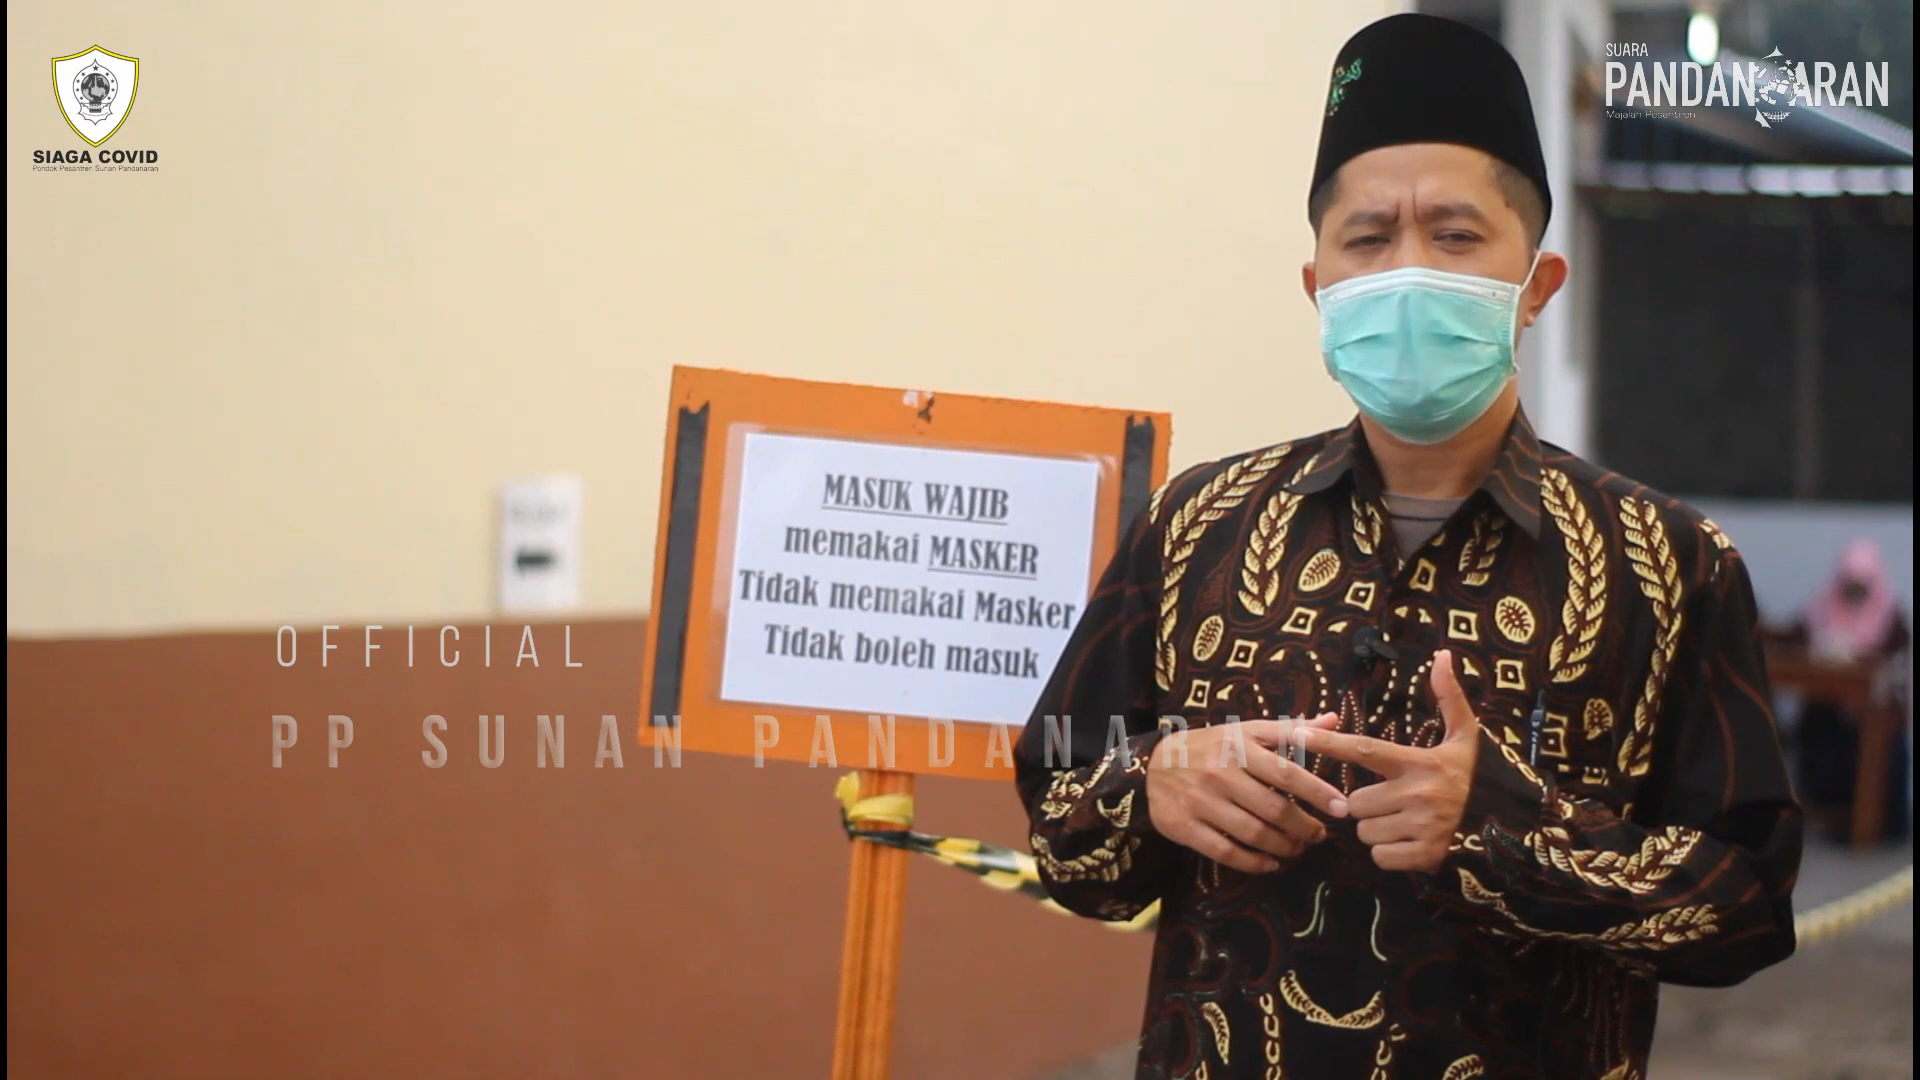 SIAGA COVID
Pondok Pesantren Sunan Pandanaran
SUARA
PANDANARAN
Majalah Pesantren
MASUK WAJIB
memakai MASKER
Tidak memakai Masker
Tidak boleh masuk
OFFICIAL
PP SUNAN PANDANARAN